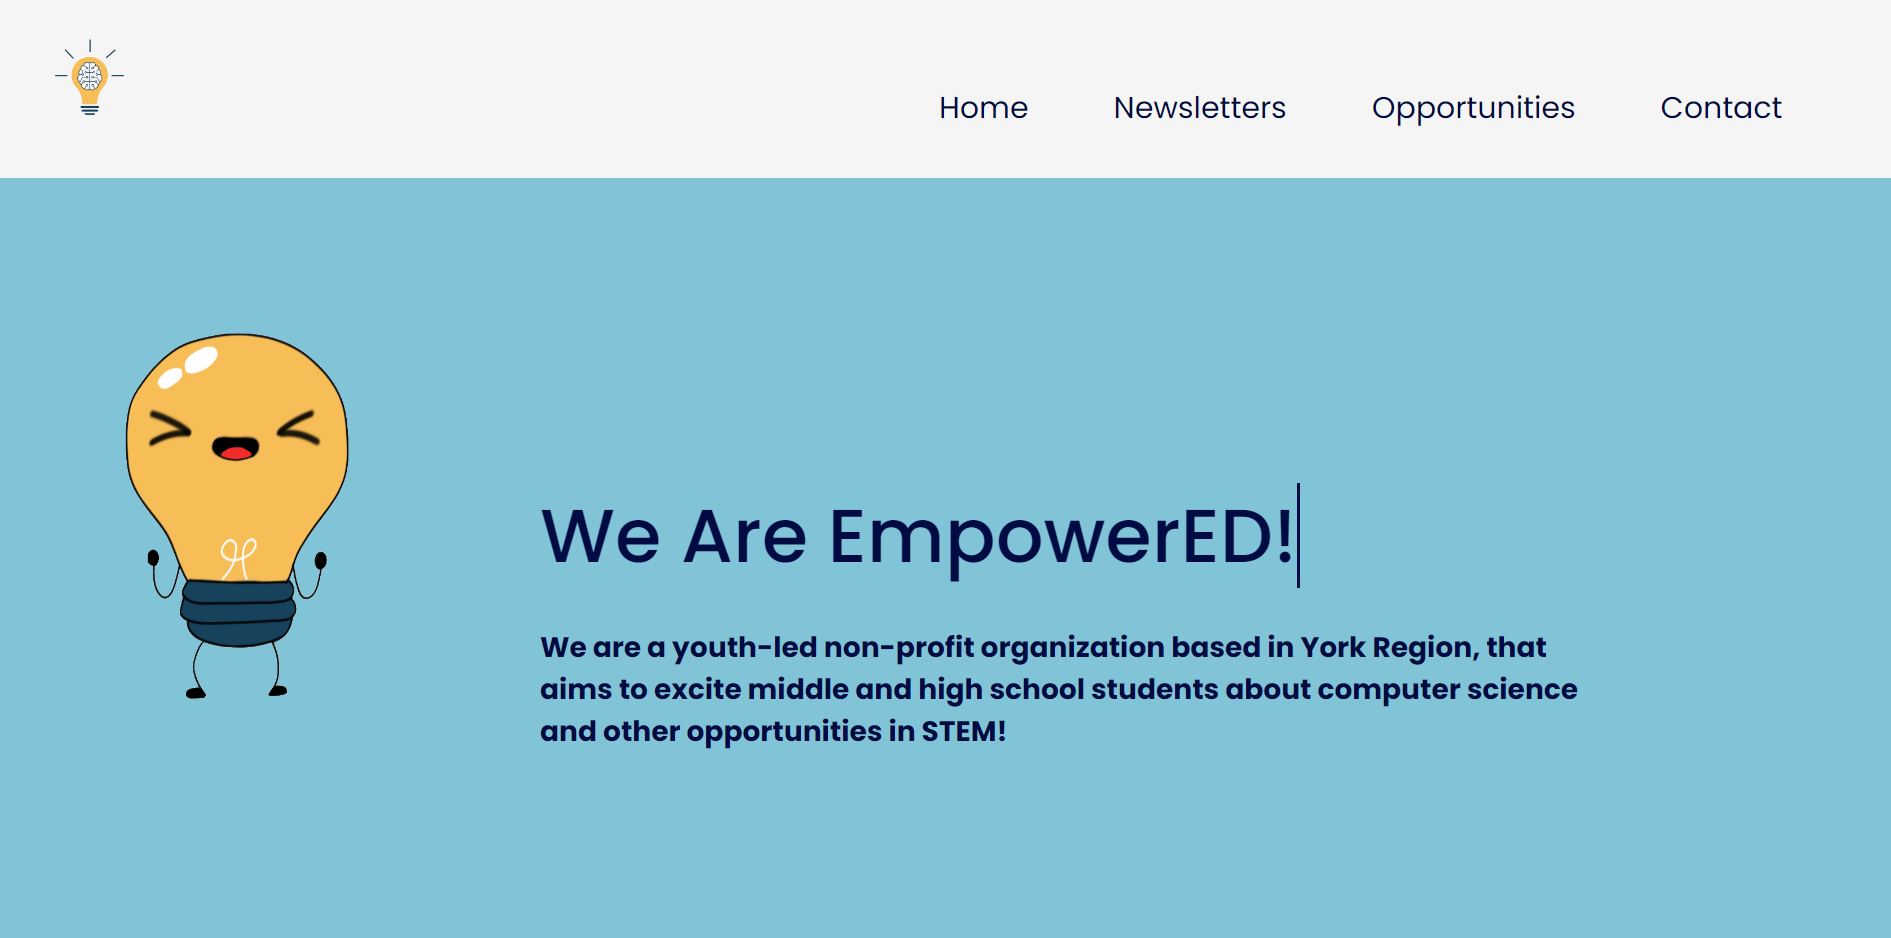 Home Newsletters Opportunities Contact
We Are EmpowerED!
We are a youth-led non-profit organization based in York Region, that
aims to excite middle and high school students about computer science
and other opportunities in STEM!